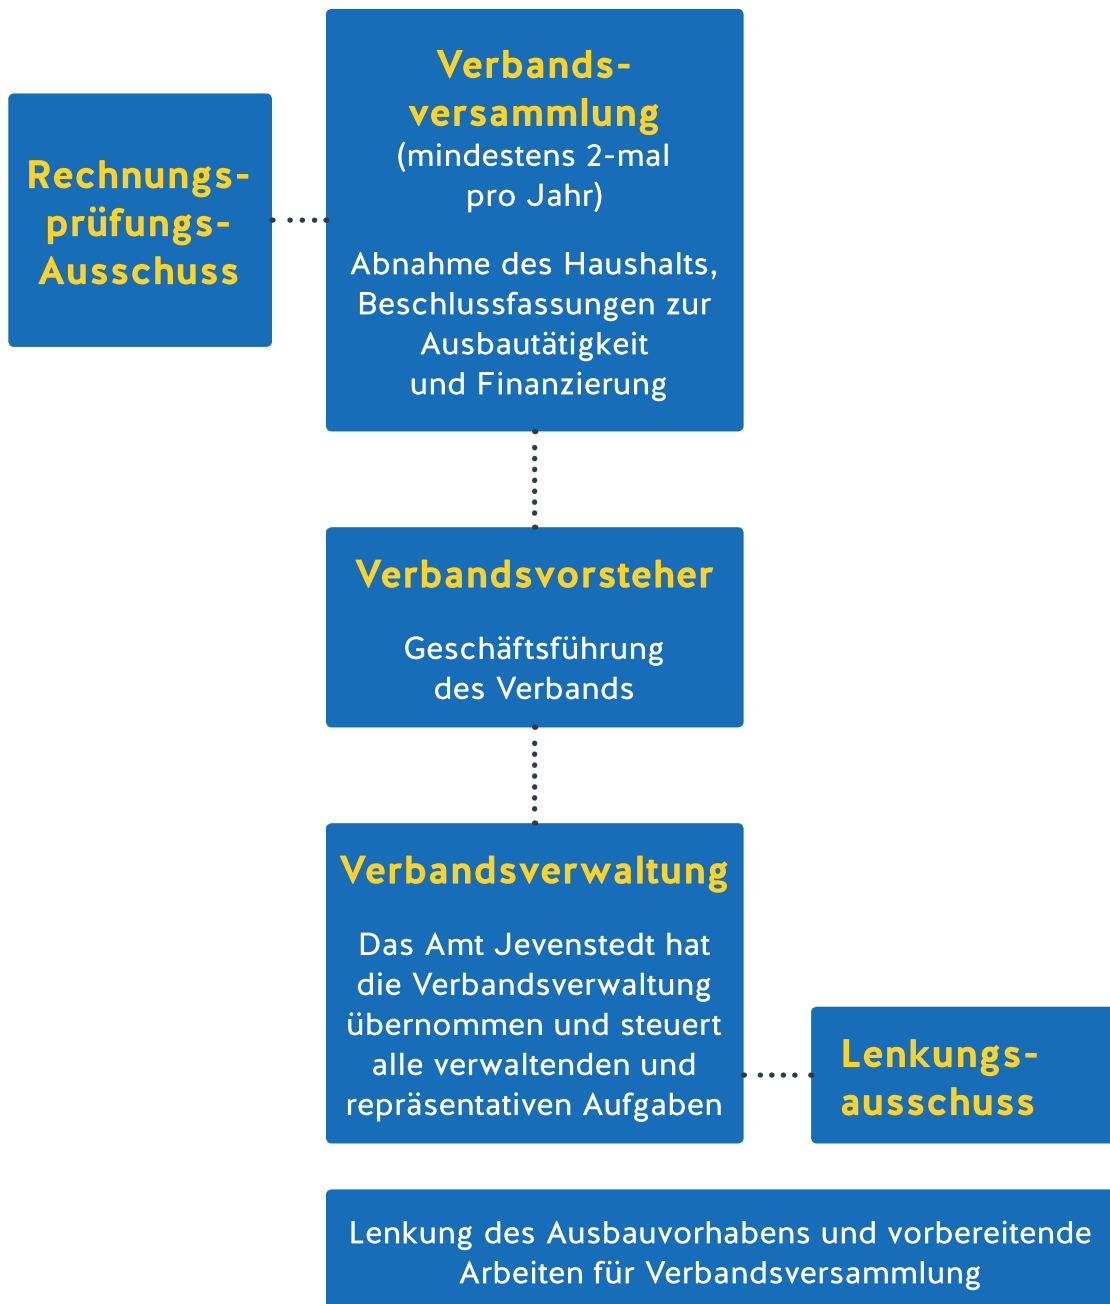 Verbands-
versammlung
(mindestens 2-mal
pro Jahr)
Abnahme des Haushalts,
Beschlussfassungen zur
Ausbautätigkeit
und Finanzierung
Rechnungs-
prüfungs-
Ausschuss
Verbandsvorsteher
Geschäftsführung
des Verbands
Verbandsverwaltung
Das Amt Jevenstedt hat
die Verbandsverwaltung
übernommen und steuert
alle verwaltenden und
repräsentativen Aufgaben
Lenkungs-
ausschuss
Lenkung des Ausbauvorhabens und vorbereitende
Arbeiten für Verbandsversammlung